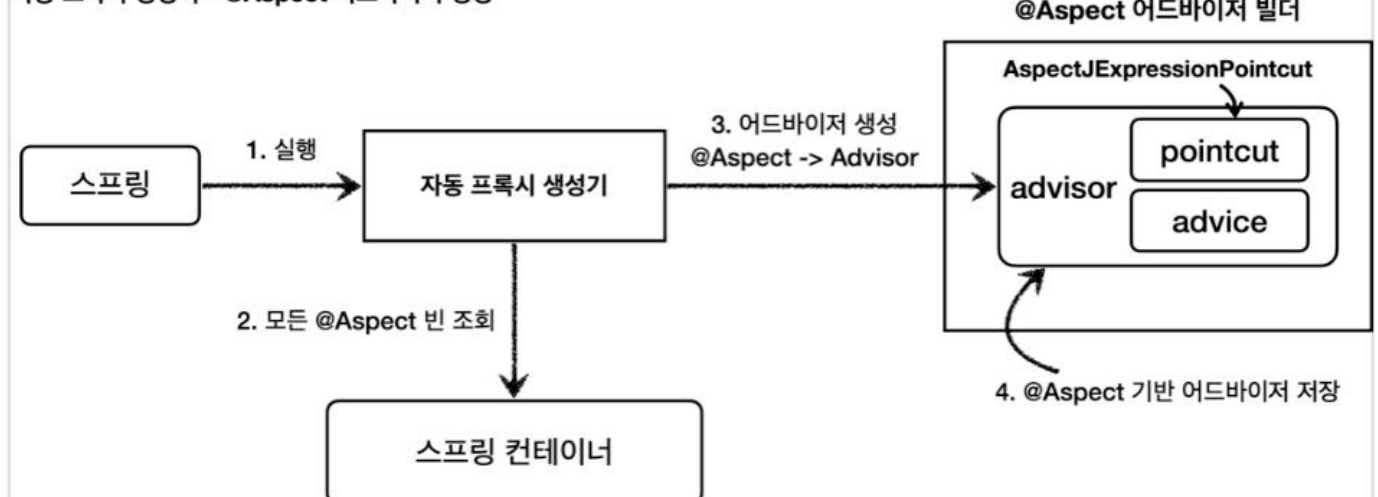 @Aspect 어드바이저 빌더
AspectJExpressionPointcut
3. 어드바이저 생성
@Aspect -> Advisor
1. 실행
pointcut
스프링
자동 프록시 생성기
advisor
advice
2. 모든 @Aspect 빈 조회
4. @Aspect 기반 어드바이저 저장
스프링 컨테이너